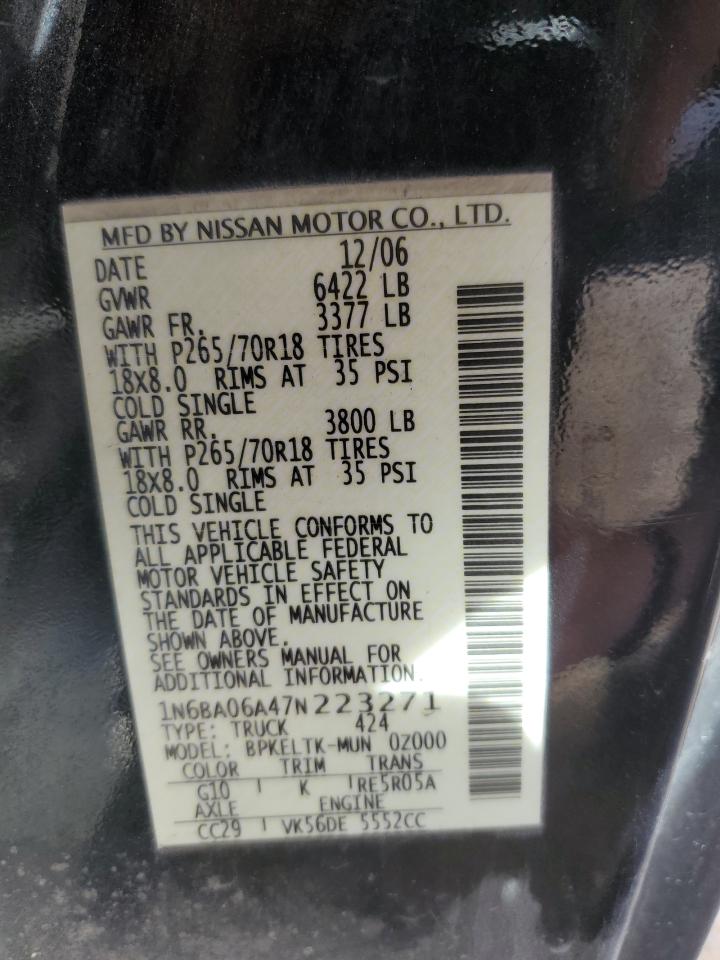 MFD BY NISSAN MOTOR CO., LTD.
DATE 12/06
GVWR 6422 LB
GAWR FR. 3377 LB
WITH P265/70R18 TIRES
18X8.0 RIMS AT 35 PSI
COLD SINGLE
GAWR RR. 3800 LB
WITH P265/70R18 TIRES
18X8.0 RIMS AT 35 PSI
COLD SINGLE
THIS VEHICLE CONFORMS TO
ALL APPLICABLE FEDERAL
MOTOR VEHICLE SAFETY
STANDARDS IN EFFECT ON
THE DATE OF MANUFACTURE
SHOWN ABOVE.
SEE OWNERS MANUAL FOR
ADDITIONAL INFORMATION.
1N6BA06A47N223271
TYPE: TRUCK 424
MODEL: BPKELTK-MUN 0Z000
COLOR TRIM TRANS
G10 K RE5R05A
AXLE ENGINE
CC29 VK56DE 5552CC